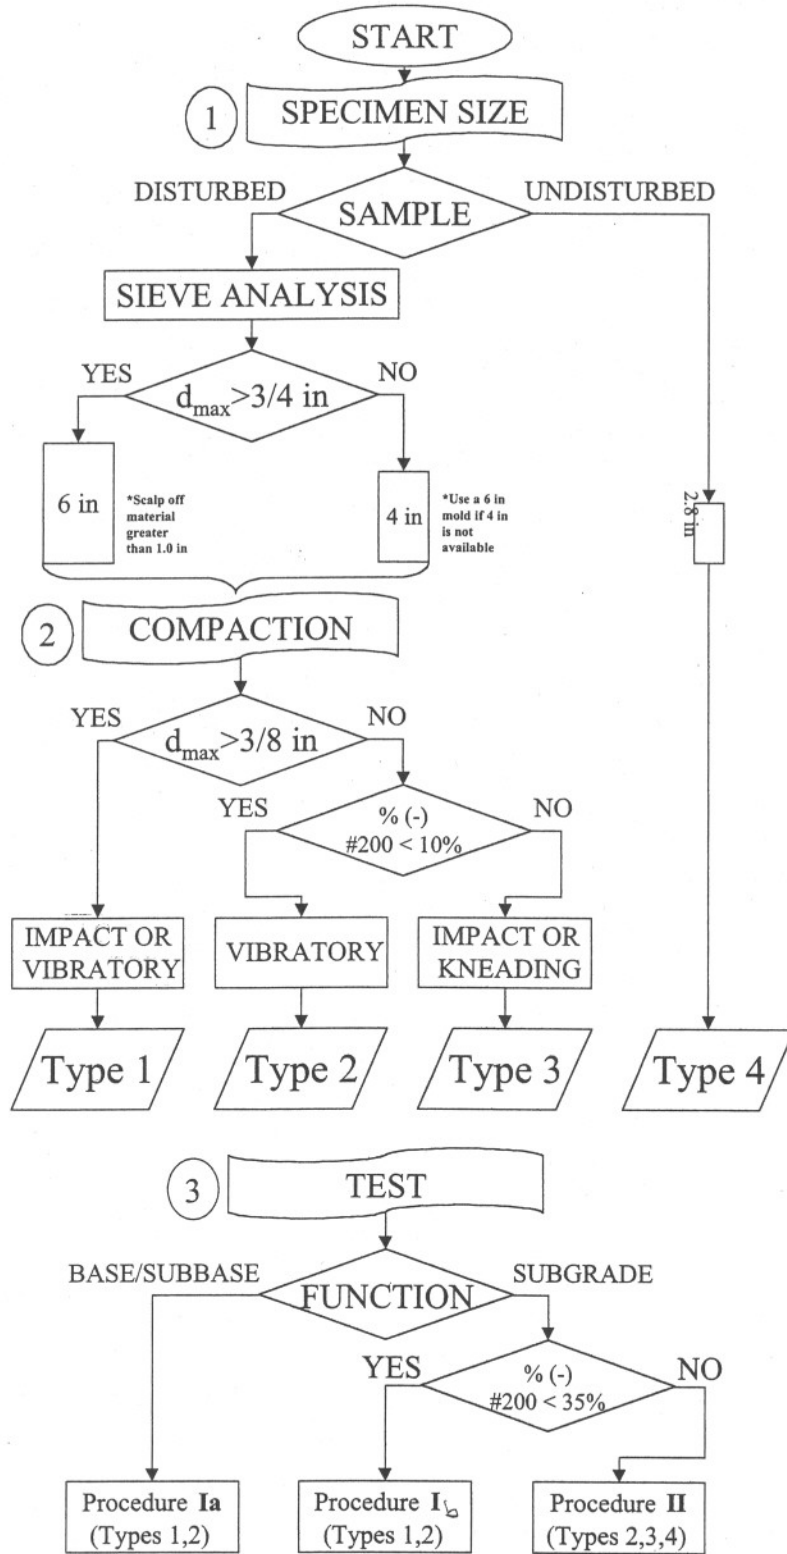 START
1
SPECIMEN SIZE
DISTURBED
UNDISTURBED
SAMPLE
SIEVE ANALYSIS
YES
NO
dmax>3/4 in
6 in
*Scalp off
material
greater
than 1.0 in
4 in
*Use a 6 in
mold if 4 in
is not
available
2.8 in
2
COMPACTION
YES
NO
dmax>3/8 in
YES
NO
% (-)
#200 < 10%
IMPACT OR
VIBRATORY
VIBRATORY
IMPACT OR
KNEADING
Type 1
Type 2
Type 3
Type 4
3
TEST
BASE/SUBBASE
SUBGRADE
FUNCTION
YES
NO
% (-)
#200 < 35%
Procedure Ia
(Types 1,2)
Procedure Ib
(Types 1,2)
Procedure II
(Types 2,3,4)